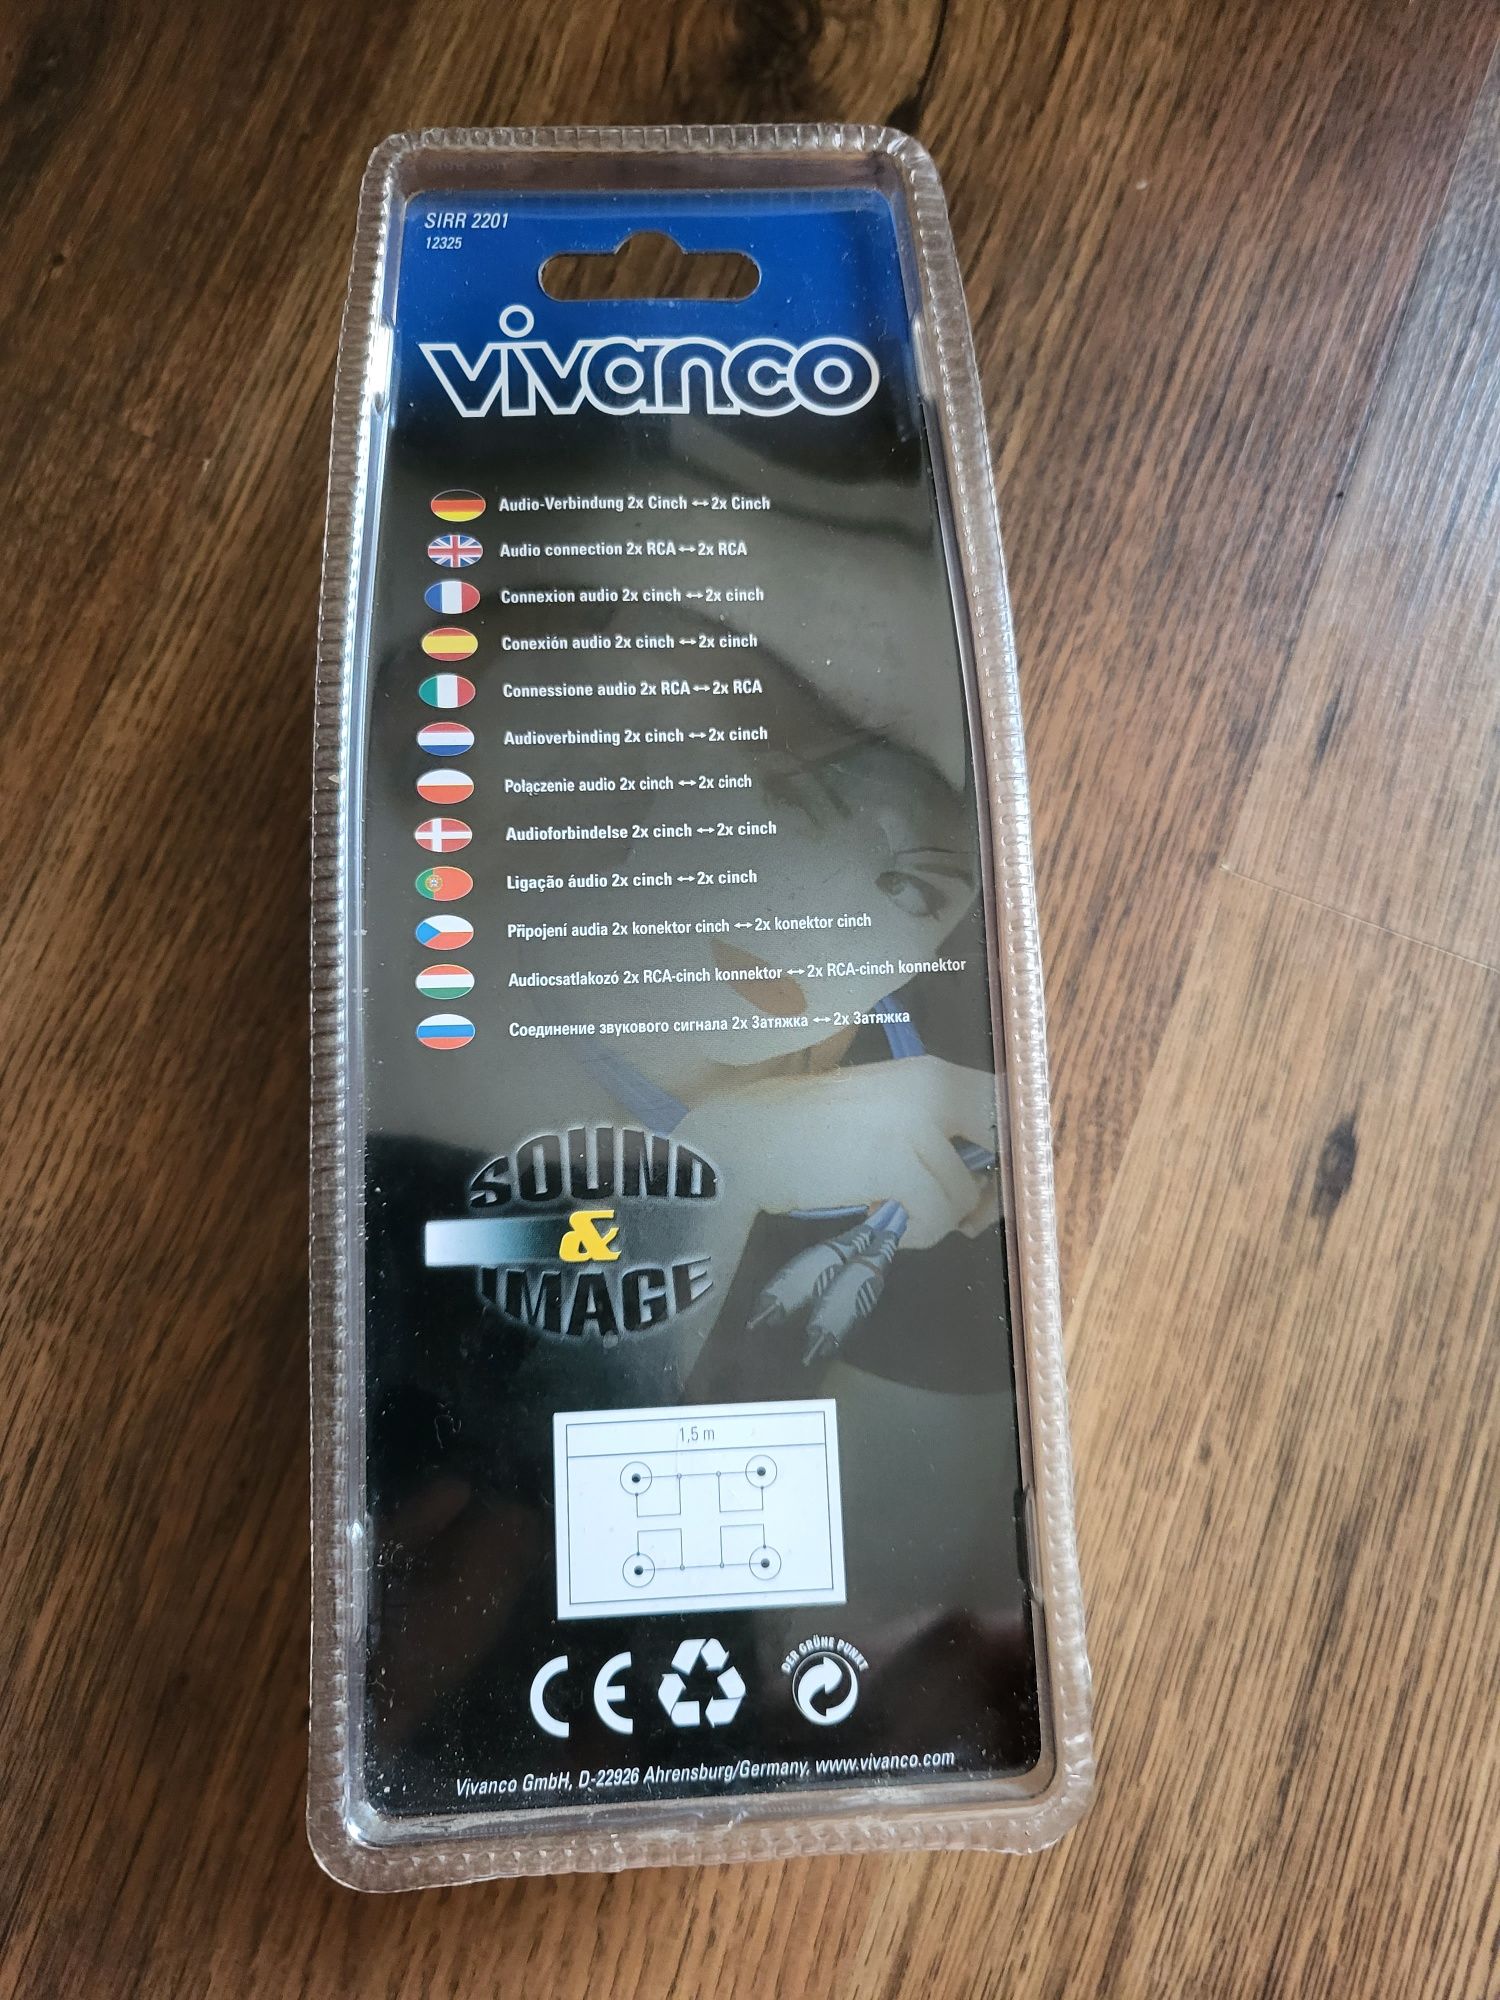 SIRR 2201
12325
vivanco
Audio-Verbindung 2x Cinch ↔ 2x Cinch
Audio connection 2x RCA ↔ 2x RCA
Connexion audio 2x cinch ↔ 2x cinch
Conexión audio 2x cinch ↔ 2x cinch
Connessione audio 2x RCA ↔ 2x RCA
Audioverbinding 2x cinch ↔ 2x cinch
Połączenie audio 2x cinch ↔ 2x cinch
Audioforbindelse 2x cinch ↔ 2x cinch
Ligação áudio 2x cinch ↔ 2x cinch
Připojení audia 2x konektor cinch ↔ 2x konektor cinch
Audiocsatlakozó 2x RCA-cinch konnektor ↔ 2x RCA-cinch konnektor
Соединение звукового сигнала 2x Затяжка ↔ 2x Затяжка
SOUND
&
IMAGE
1,5 m
CE
DER GRÜNE PUNKT
Vivanco GmbH, D-22926 Ahrensburg/Germany, www.vivanco.com